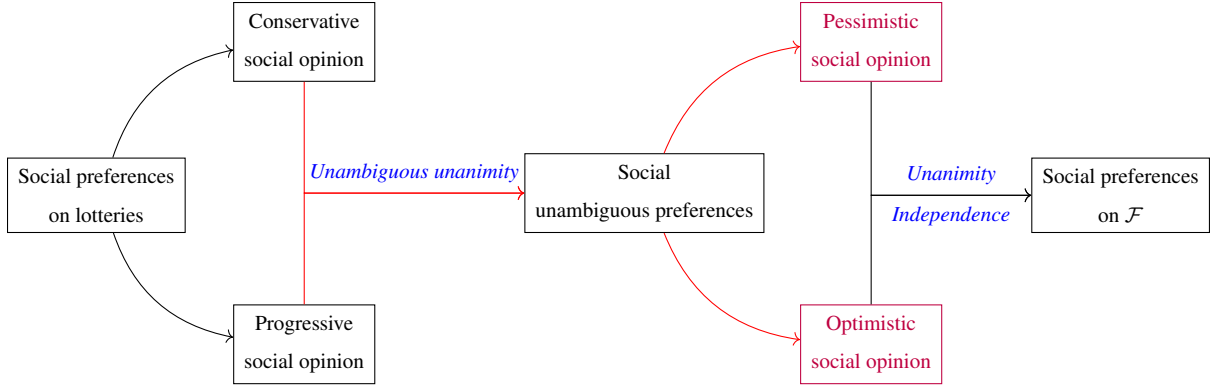 Conservative
social opinion
Pessimistic
social opinion
Social preferences
on lotteries
Unambiguous unanimity
Social
unambiguous preferences
Unanimity
Independence
Social preferences
on ℱ
Progressive
social opinion
Optimistic
social opinion